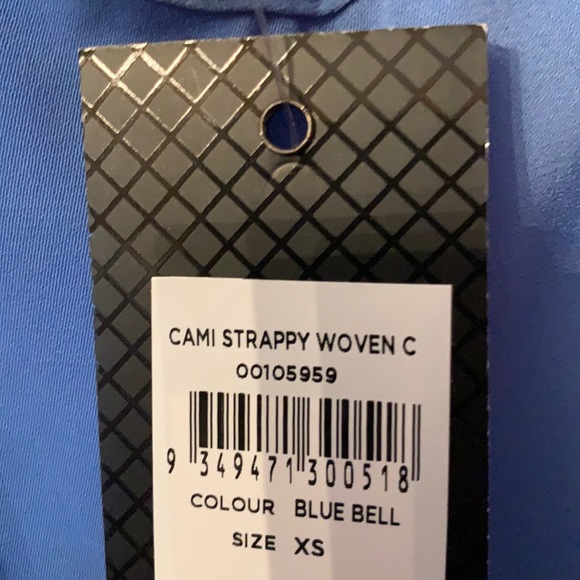 CAMI STRAPPY WOVEN C
00105959
9 349471 300518
COLOUR BLUE BELL
SIZE XS